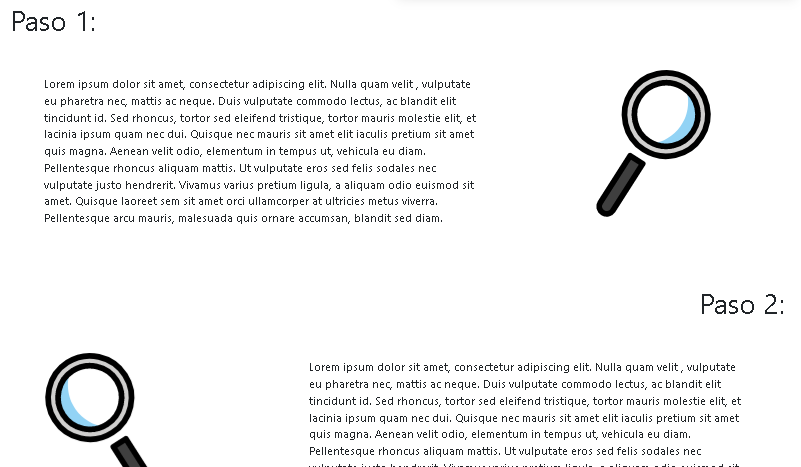 Paso 1:
Lorem ipsum dolor sit amet, consectetur adipiscing elit. Nulla quam velit , vulputate
eu pharetra nec, mattis ac neque. Duis vulputate commodo lectus, ac blandit elit
tincidunt id. Sed rhoncus, tortor sed eleifend tristique, tortor mauris molestie elit, et
lacinia ipsum quam nec dui. Quisque nec mauris sit amet elit iaculis pretium sit amet
quis magna. Aenean velit odio, elementum in tempus ut, vehicula eu diam.
Pellentesque rhoncus aliquam mattis. Ut vulputate eros sed felis sodales nec
vulputate justo hendrerit. Vivamus varius pretium ligula, a aliquam odio euismod sit
amet. Quisque laoreet sem sit amet orci ullamcorper at ultricies metus viverra.
Pellentesque arcu mauris, malesuada quis ornare accumsan, blandit sed diam.
Paso 2:
Lorem ipsum dolor sit amet, consectetur adipiscing elit. Nulla quam velit , vulputate
eu pharetra nec, mattis ac neque. Duis vulputate commodo lectus, ac blandit elit
tincidunt id. Sed rhoncus, tortor sed eleifend tristique, tortor mauris molestie elit, et
lacinia ipsum quam nec dui. Quisque nec mauris sit amet elit iaculis pretium sit amet
quis magna. Aenean velit odio, elementum in tempus ut, vehicula eu diam.
Pellentesque rhoncus aliquam mattis. Ut vulputate eros sed felis sodales nec